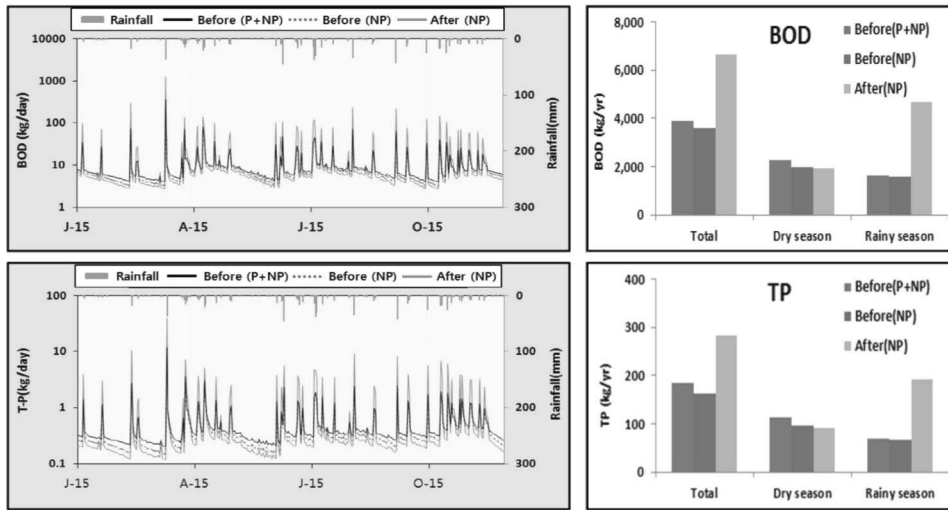 Rainfall Before (P+NP) Before (NP) After (NP)
10000
1000
100
10
1
BOD (kg/day)
0
100
200
300
Rainfall(mm)
J-15 A-15 J-15 O-15
BOD
Before(P+NP)
Before(NP)
After(NP)
8,000
6,000
4,000
2,000
0
BOD (kg/yr)
Total Dry season Rainy season
Rainfall Before (P+NP) Before (NP) After (NP)
100
10
1
0.1
T-P(kg/day)
0
100
200
300
Rainfall(mm)
J-15 A-15 J-15 O-15
TP
Before(P+NP)
Before(NP)
After(NP)
400
300
200
100
0
TP (kg/yr)
Total Dry season Rainy season